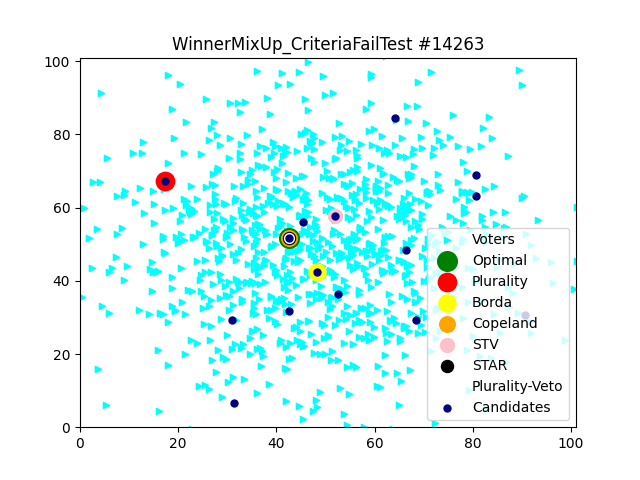 WinnerMixUp_CriteriaFailTest #14263
100
80
60
40
20
0
0
20
40
60
80
100
Voters
Optimal
Plurality
Borda
Copeland
STV
STAR
Plurality-Veto
Candidates